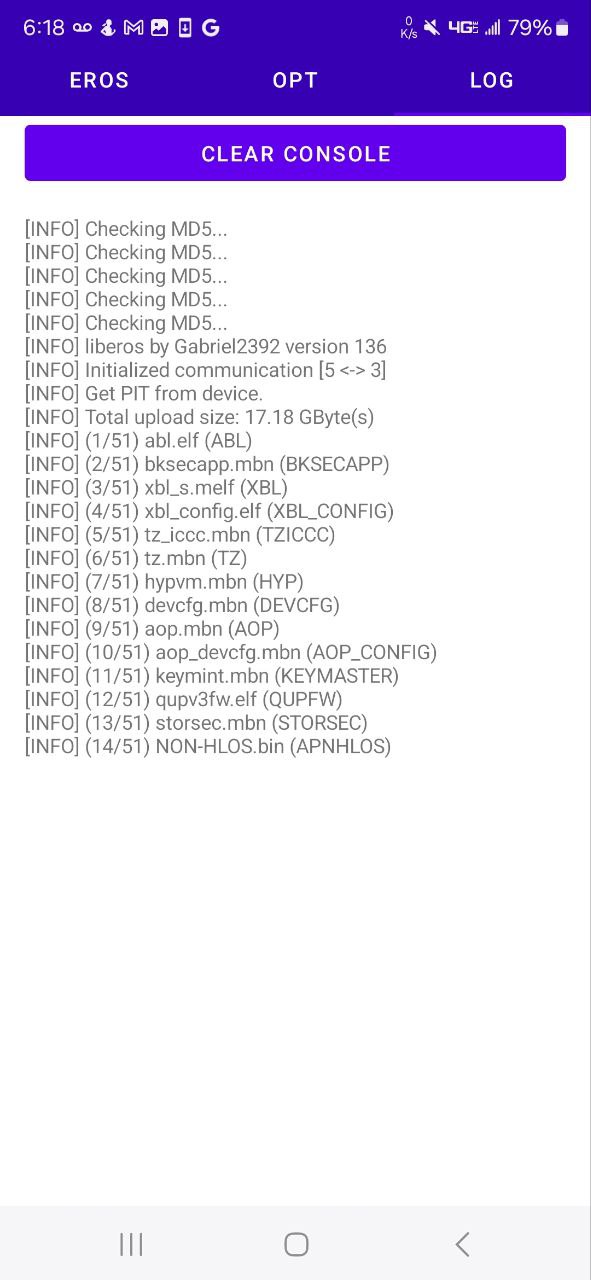 6:18
0 K/s 4G 79%
EROS OPT LOG
CLEAR CONSOLE
[INFO] Checking MD5...
[INFO] Checking MD5...
[INFO] Checking MD5...
[INFO] Checking MD5...
[INFO] Checking MD5...
[INFO] liberos by Gabriel2392 version 136
[INFO] Initialized communication [5 <-> 3]
[INFO] Get PIT from device.
[INFO] Total upload size: 17.18 GByte(s)
[INFO] (1/51) abl.elf (ABL)
[INFO] (2/51) bksecapp.mbn (BKSECAPP)
[INFO] (3/51) xbl_s.melf (XBL)
[INFO] (4/51) xbl_config.elf (XBL_CONFIG)
[INFO] (5/51) tz_iccc.mbn (TZICCC)
[INFO] (6/51) tz.mbn (TZ)
[INFO] (7/51) hypvm.mbn (HYP)
[INFO] (8/51) devcfg.mbn (DEVCFG)
[INFO] (9/51) aop.mbn (AOP)
[INFO] (10/51) aop_devcfg.mbn (AOP_CONFIG)
[INFO] (11/51) keymint.mbn (KEYMASTER)
[INFO] (12/51) qupv3fw.elf (QUPFW)
[INFO] (13/51) storsec.mbn (STORSEC)
[INFO] (14/51) NON-HLOS.bin (APNHLOS)